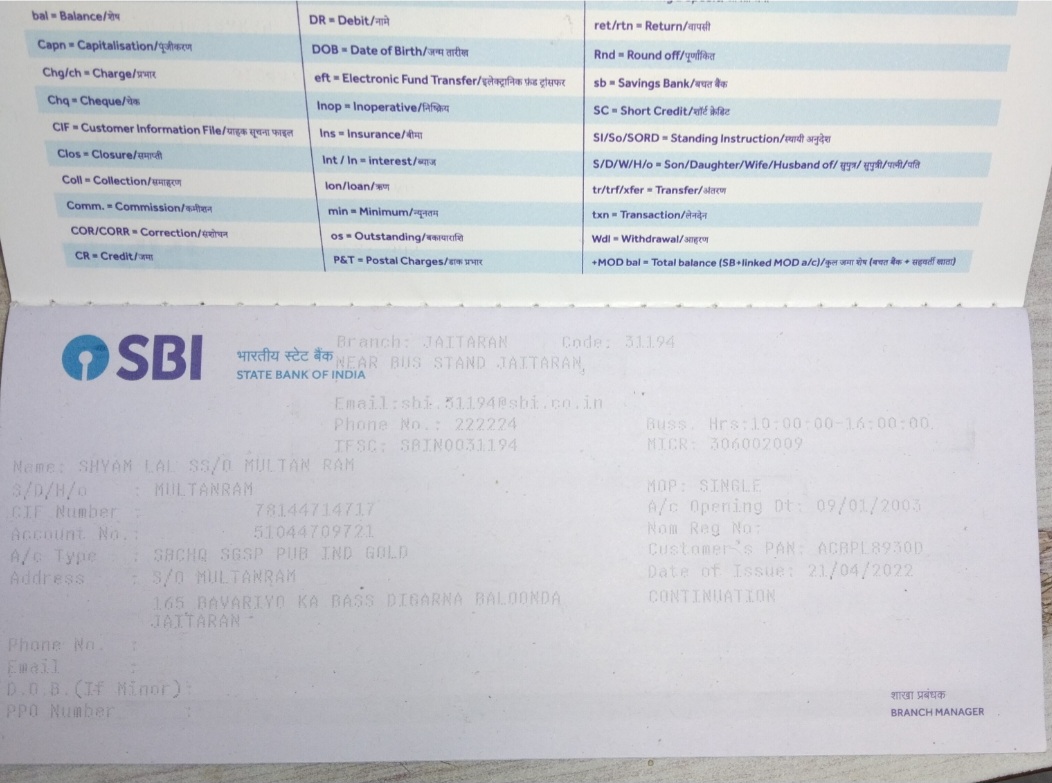 bal = Balance/शेष
Capn = Capitalisation/पूंजीकरण
Chg/ch = Charge/प्रभार
Chq = Cheque/चेक
CIF = Customer Information File/ग्राहक सूचना फाइल
Clos = Closure/समाप्ती
Coll = Collection/समाहरण
Comm. = Commission/कमीशन
COR/CORR = Correction/संशोधन
CR = Credit/जमा
DR = Debit/नामे
DOB = Date of Birth/जन्म तारीख
eft = Electronic Fund Transfer/इलेक्ट्रानिक फ़ंड ट्रांसफर
Inop = Inoperative/निष्क्रिय
Ins = Insurance/बीमा
Int / In = interest/ब्याज
lon/loan/ऋण
min = Minimum/न्यूनतम
os = Outstanding/बकायाराशि
P&T = Postal Charges/डाक प्रभार
ret/rtn = Return/वापसी
Rnd = Round off/पूर्णांकित
sb = Savings Bank/बचत बैंक
SC = Short Credit/शॉर्ट क्रेडिट
SI/So/SORD = Standing Instruction/स्थायी अनुदेश
S/D/W/H/o = Son/Daughter/Wife/Husband of/ सुपुत्र/ सुपुत्री/पत्नी/पति
tr/trf/xfer = Transfer/अंतरण
txn = Transaction/लेनदेन
Wdl = Withdrawal/आहरण
+MOD bal = Total balance (SB+linked MOD a/c)/कुल जमा शेष (बचत बैंक + सहवर्ती खाता)
SBI
भारतीय स्टेट बैंक
STATE BANK OF INDIA
Branch: JAITARAN Code: 31194
NEAR BUS STAND JAITARAN,
Email:sbi.31194@sbi.co.in
Phone No.: 222224 Buss. Hrs:10:00:00-16:00:00,
IFSC: SBIN0031194 MICR: 306002009
Name: SHYAM LAL SS/O MULTAN RAM
S/D/H/o : MULTANRAM MOP: SINGLE
CIF Number : 78144714717 A/c Opening Dt: 09/01/2003
Account No.: 51044709721 Nom Reg No:
A/c Type : SBCHQ SGSP PUB IND GOLD Customer's PAN: ACBPL8930D
Address : S/O MULTANRAM Date of Issue: 21/04/2022
165 BAVARIYO KA BASS DIGARNA BALOONDA CONTINUATION
JAITARAN
Phone No. :
Email :
D.O.B.(If Minor):
PPO Number :
शाखा प्रबंधक
BRANCH MANAGER